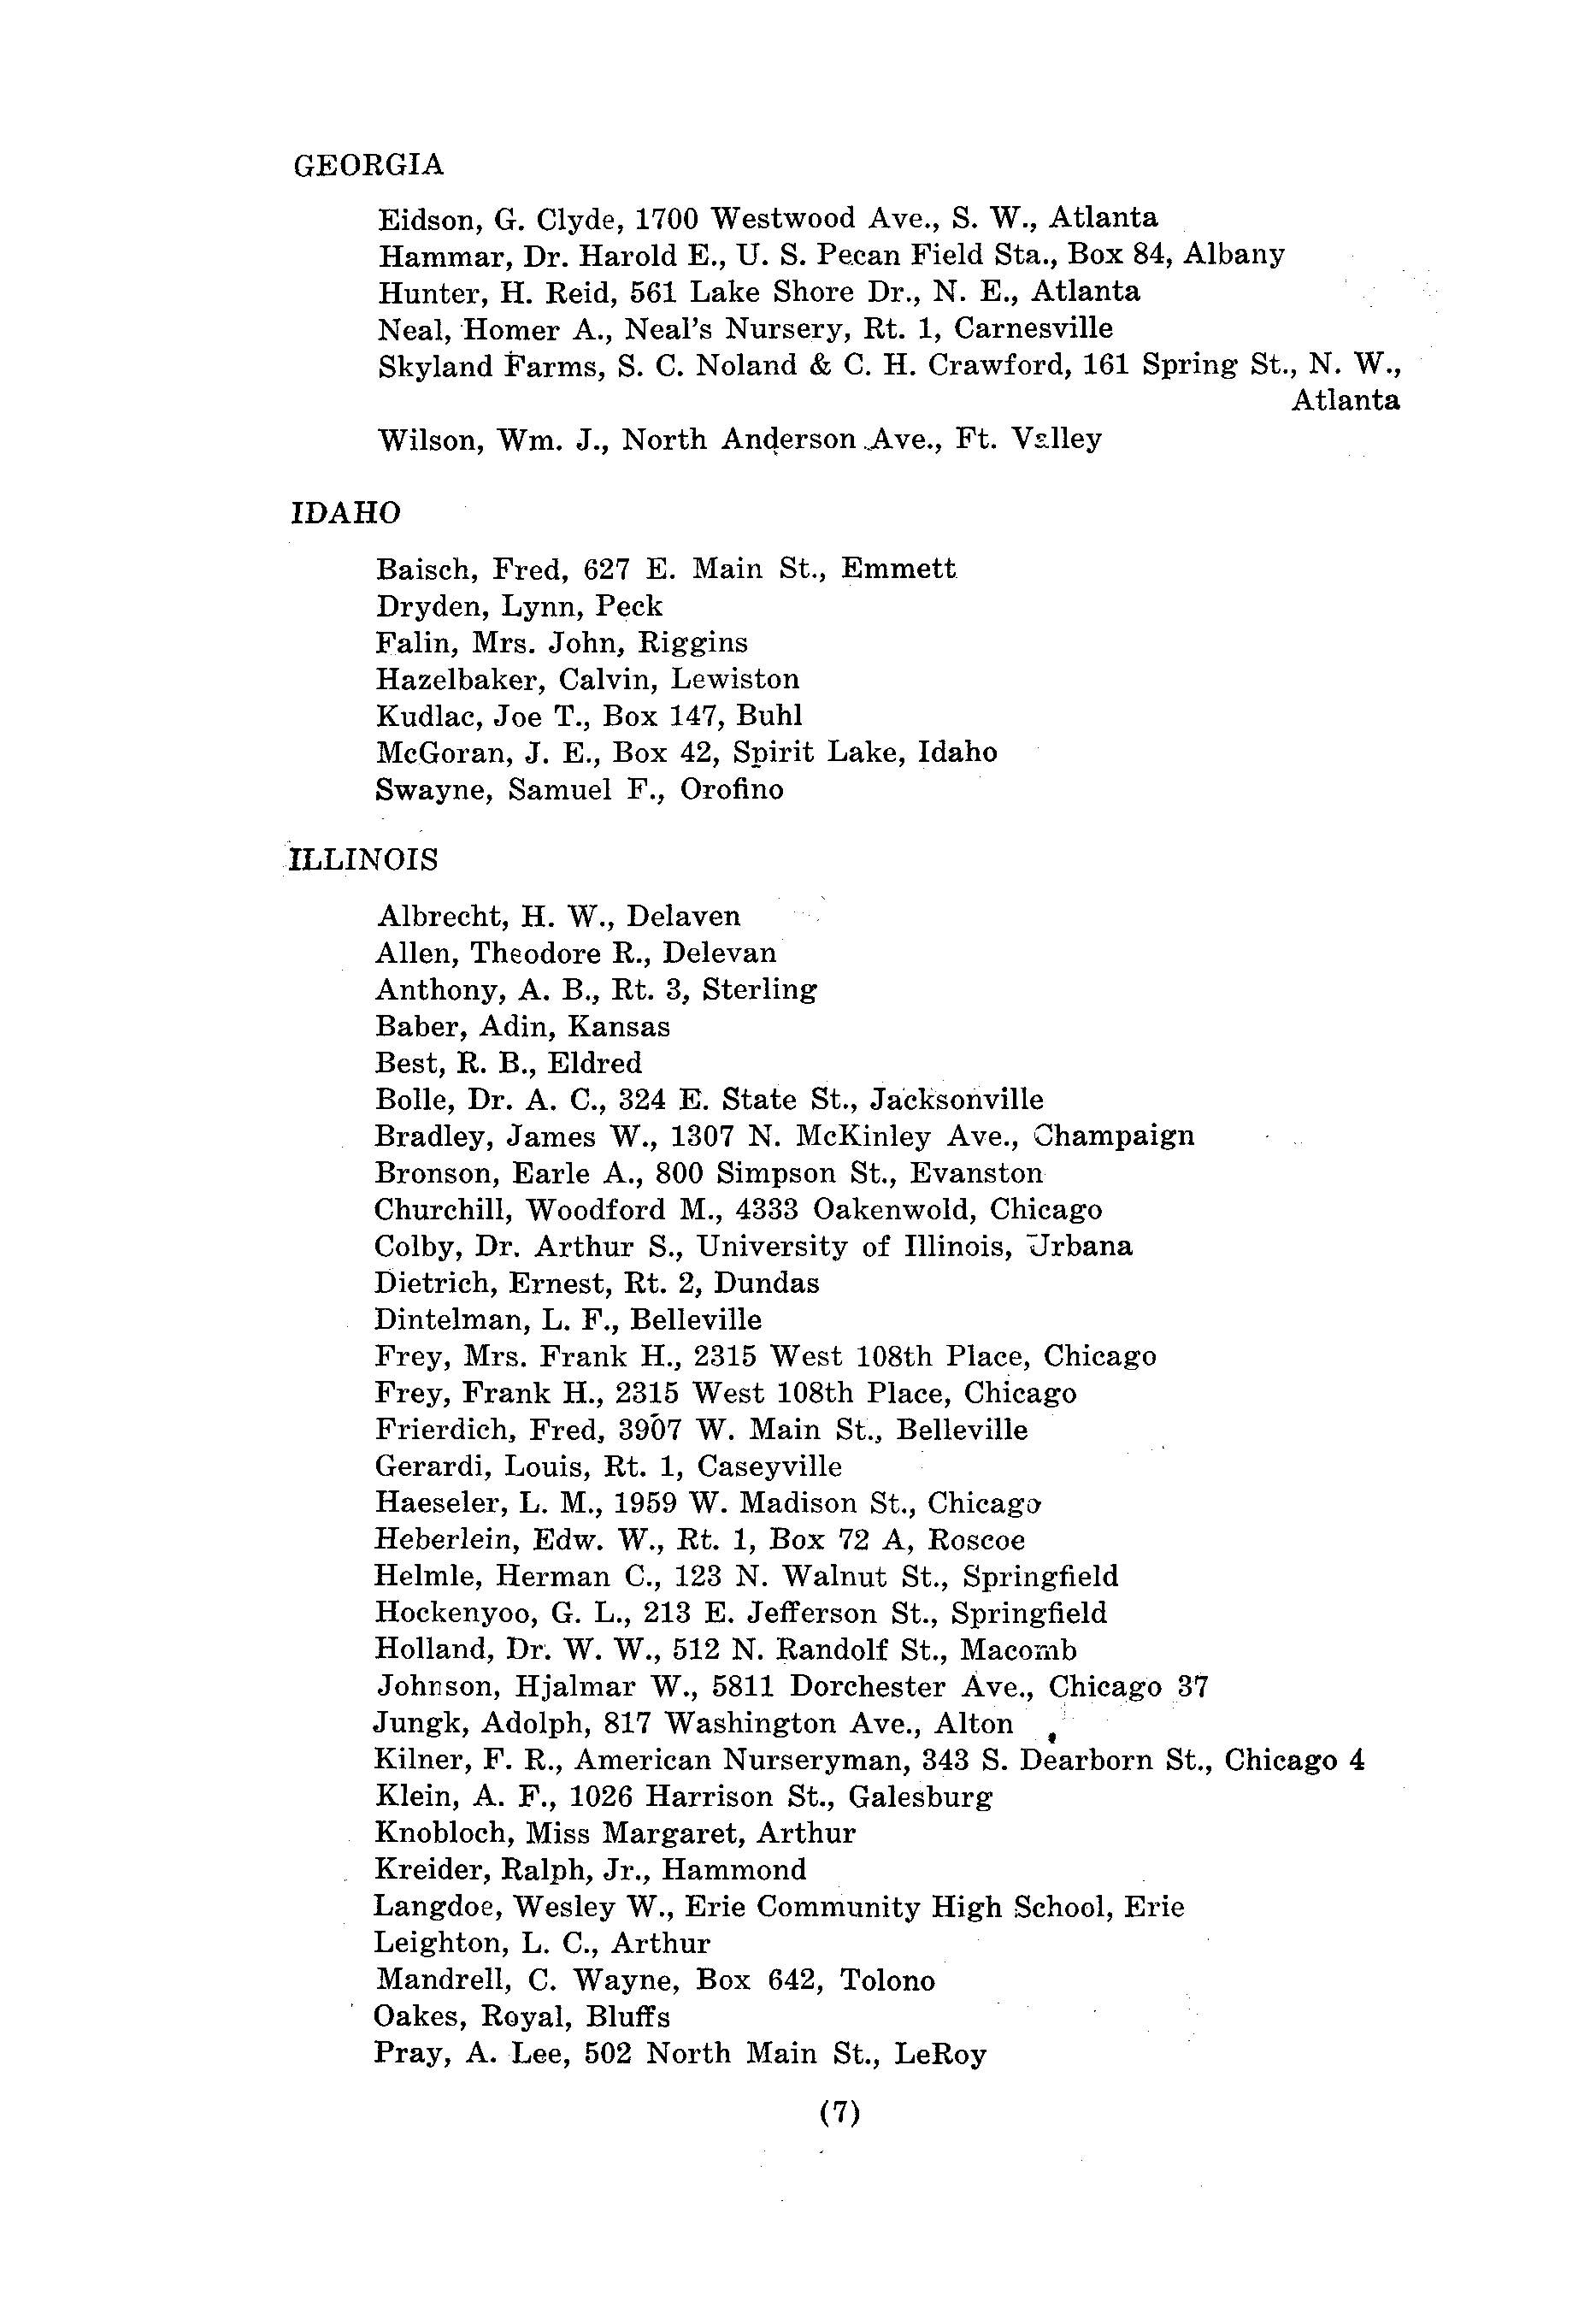 GEORGIA
Eidson, G. Clyde, 1700 Westwood Ave., S. W., Atlanta
Hammar, Dr. Harold E., U. S. Pecan Field Sta., Box 84, Albany
Hunter, H. Reid, 561 Lake Shore Dr., N. E., Atlanta
Neal, Homer A., Neal's Nursery, Rt. 1, Carnesville
Skyland Farms, S. C. Noland & C. H. Crawford, 161 Spring St., N. W.,
Atlanta
Wilson, Wm. J., North Anderson Ave., Ft. Valley
IDAHO
Baisch, Fred, 627 E. Main St., Emmett
Dryden, Lynn, Peck
Falin, Mrs. John, Riggins
Hazelbaker, Calvin, Lewiston
Kudlac, Joe T., Box 147, Buhl
McGoran, J. E., Box 42, Spirit Lake, Idaho
Swayne, Samuel F., Orofino
ILLINOIS
Albrecht, H. W., Delaven
Allen, Theodore R., Delevan
Anthony, A. B., Rt. 3, Sterling
Baber, Adin, Kansas
Best, R. B., Eldred
Bolle, Dr. A. C., 324 E. State St., Jacksonville
Bradley, James W., 1307 N. McKinley Ave., Champaign
Bronson, Earle A., 800 Simpson St., Evanston
Churchill, Woodford M., 4333 Oakenwold, Chicago
Colby, Dr. Arthur S., University of Illinois, Urbana
Dietrich, Ernest, Rt. 2, Dundas
Dintelman, L. F., Belleville
Frey, Mrs. Frank H., 2315 West 108th Place, Chicago
Frey, Frank H., 2315 West 108th Place, Chicago
Frierdich, Fred, 3907 W. Main St., Belleville
Gerardi, Louis, Rt. 1, Caseyville
Haeseler, L. M., 1959 W. Madison St., Chicago
Heberlein, Edw. W., Rt. 1, Box 72 A, Roscoe
Helmle, Herman C., 123 N. Walnut St., Springfield
Hockenyoo, G. L., 213 E. Jefferson St., Springfield
Holland, Dr. W. W., 512 N. Randolf St., Macomb
Johnson, Hjalmar W., 5811 Dorchester Ave., Chicago 37
Jungk, Adolph, 817 Washington Ave., Alton
Kilner, F. R., American Nurseryman, 343 S. Dearborn St., Chicago 4
Klein, A. F., 1026 Harrison St., Galesburg
Knobloch, Miss Margaret, Arthur
Kreider, Ralph, Jr., Hammond
Langdoe, Wesley W., Erie Community High School, Erie
Leighton, L. C., Arthur
Mandrell, C. Wayne, Box 642, Tolono
Oakes, Royal, Bluffs
Pray, A. Lee, 502 North Main St., LeRoy
(7)